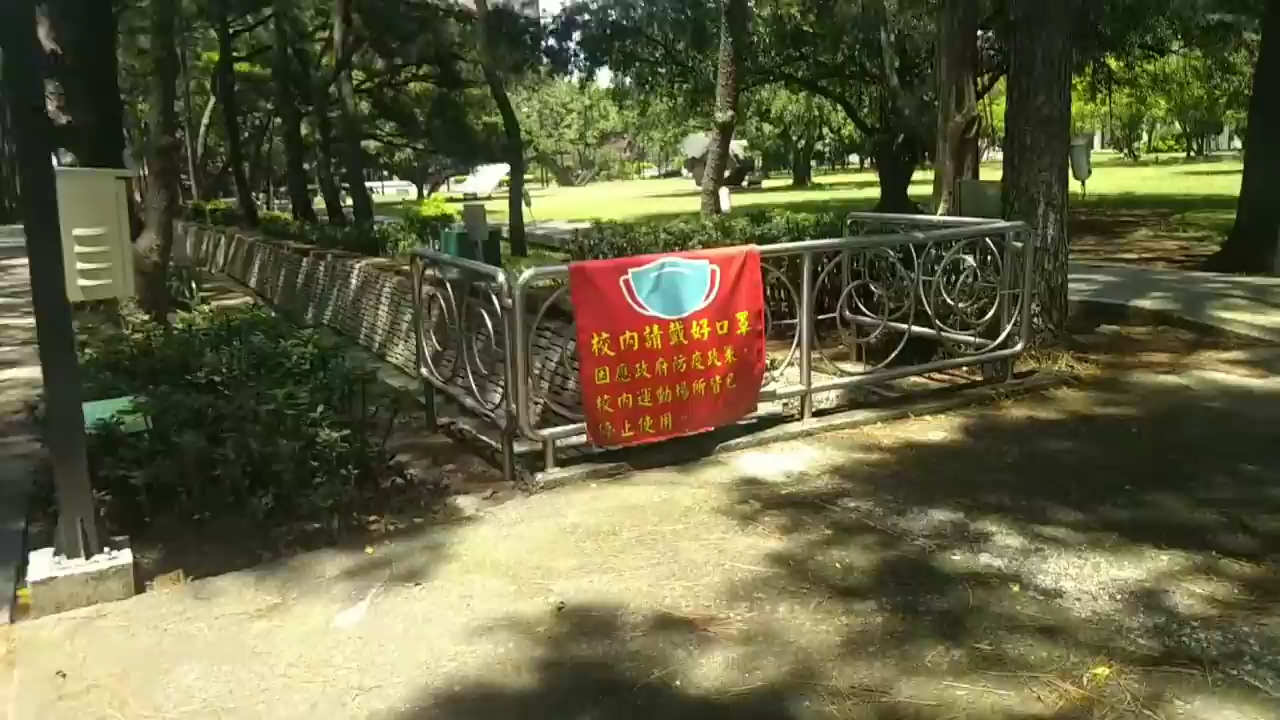 校內請戴好口罩
因應政府防疫政策，
校內運動場所皆已
停止使用。